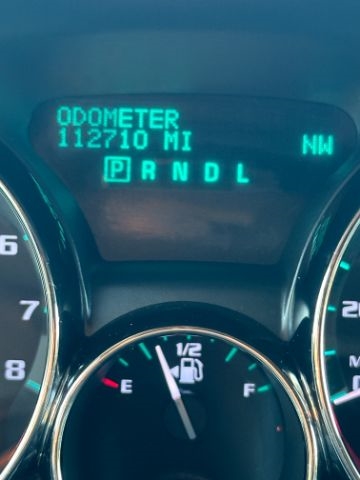 ODOMETER
112710 MI NW
P R N D L
6
7
8
1/2
E F